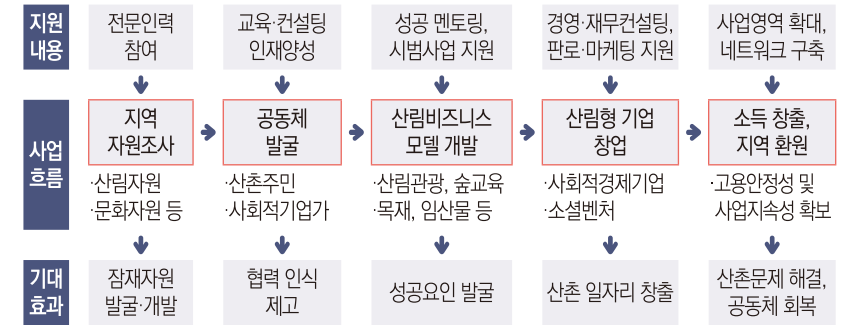 지원
내용
전문인력
참여
교육·컨설팅
인재양성
성공 멘토링,
시범사업 지원
경영·재무컨설팅,
판로·마케팅 지원
사업영역 확대,
네트워크 구축
사업
흐름
지역
자원조사
공동체
발굴
산림비즈니스
모델 개발
산림형 기업
창업
소득 창출,
지역 환원
·산림자원
·문화자원 등
·산촌주민
·사회적기업가
·산림관광, 숲교육
·목재, 임산물 등
·사회적경제기업
·소셜벤처
·고용안정성 및
사업지속성 확보
기대
효과
잠재자원
발굴·개발
협력 인식
제고
성공요인 발굴
산촌 일자리 창출
산촌문제 해결,
공동체 회복